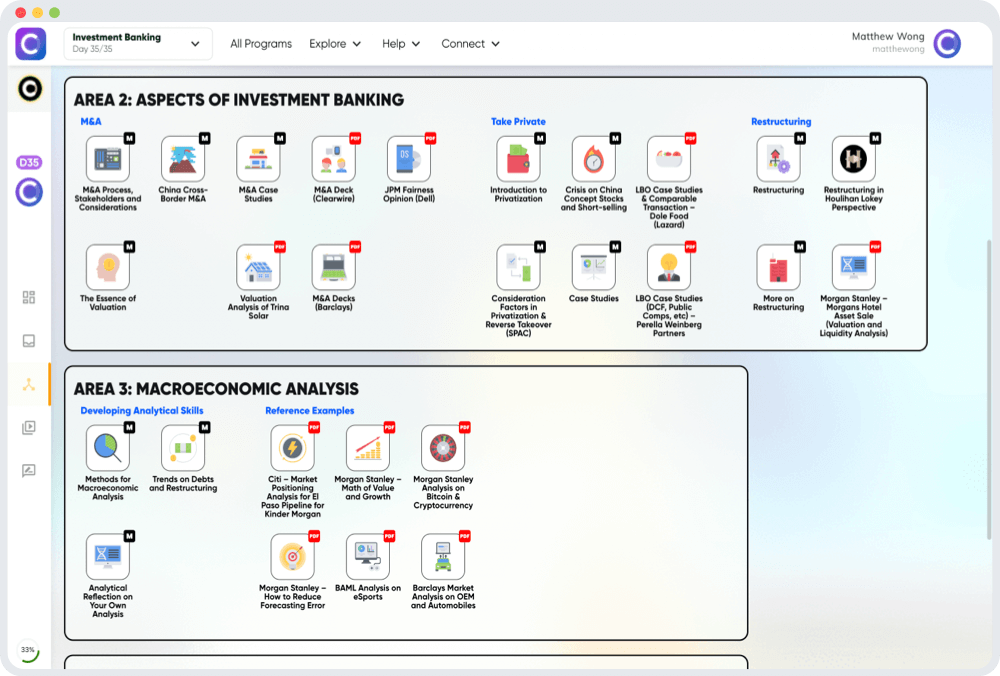 Investment Banking
Day 35/35
All Programs
Explore
Help
Connect
Matthew Wong
matthewong
D35
33%
AREA 2: ASPECTS OF INVESTMENT BANKING
M&A
M
M&A Process,
Stakeholders and
Considerations
M
China Cross-
Border M&A
M
M&A Case
Studies
PDF
M&A Deck
(Clearwire)
PDF
DS
JPM Fairness
Opinion (Dell)
M
The Essence of
Valuation
PDF
Valuation
Analysis of Trina
Solar
PDF
M&A Decks
(Barclays)
Take Private
M
Introduction to
Privatization
M
Crisis on China
Concept Stocks
and Short-selling
PDF
LBO Case Studies
& Comparable
Transaction –
Dole Food
(Lazard)
M
Consideration
Factors in
Privatization &
Reverse Takeover
(SPAC)
M
Case Studies
PDF
LBO Case Studies
(DCF, Public
Comps, etc) –
Perella Weinberg
Partners
Restructuring
M
Restructuring
M
Restructuring in
Houlihan Lokey
Perspective
M
More on
Restructuring
PDF
Morgan Stanley –
Morgans Hotel
Asset Sale
(Valuation and
Liquidity Analysis)
AREA 3: MACROECONOMIC ANALYSIS
Developing Analytical Skills
M
Methods for
Macroeconomic
Analysis
M
Trends on Debts
and Restructuring
M
Analytical
Reflection on
Your Own
Analysis
Reference Examples
PDF
Citi – Market
Positioning
Analysis for El
Paso Pipeline for
Kinder Morgan
PDF
Morgan Stanley –
Math of Value
and Growth
PDF
Morgan Stanley
Analysis on
Bitcoin &
Cryptocurrency
PDF
Morgan Stanley –
How to Reduce
Forecasting Error
PDF
BAML Analysis on
eSports
PDF
Barclays Market
Analysis on OEM
and Automobiles